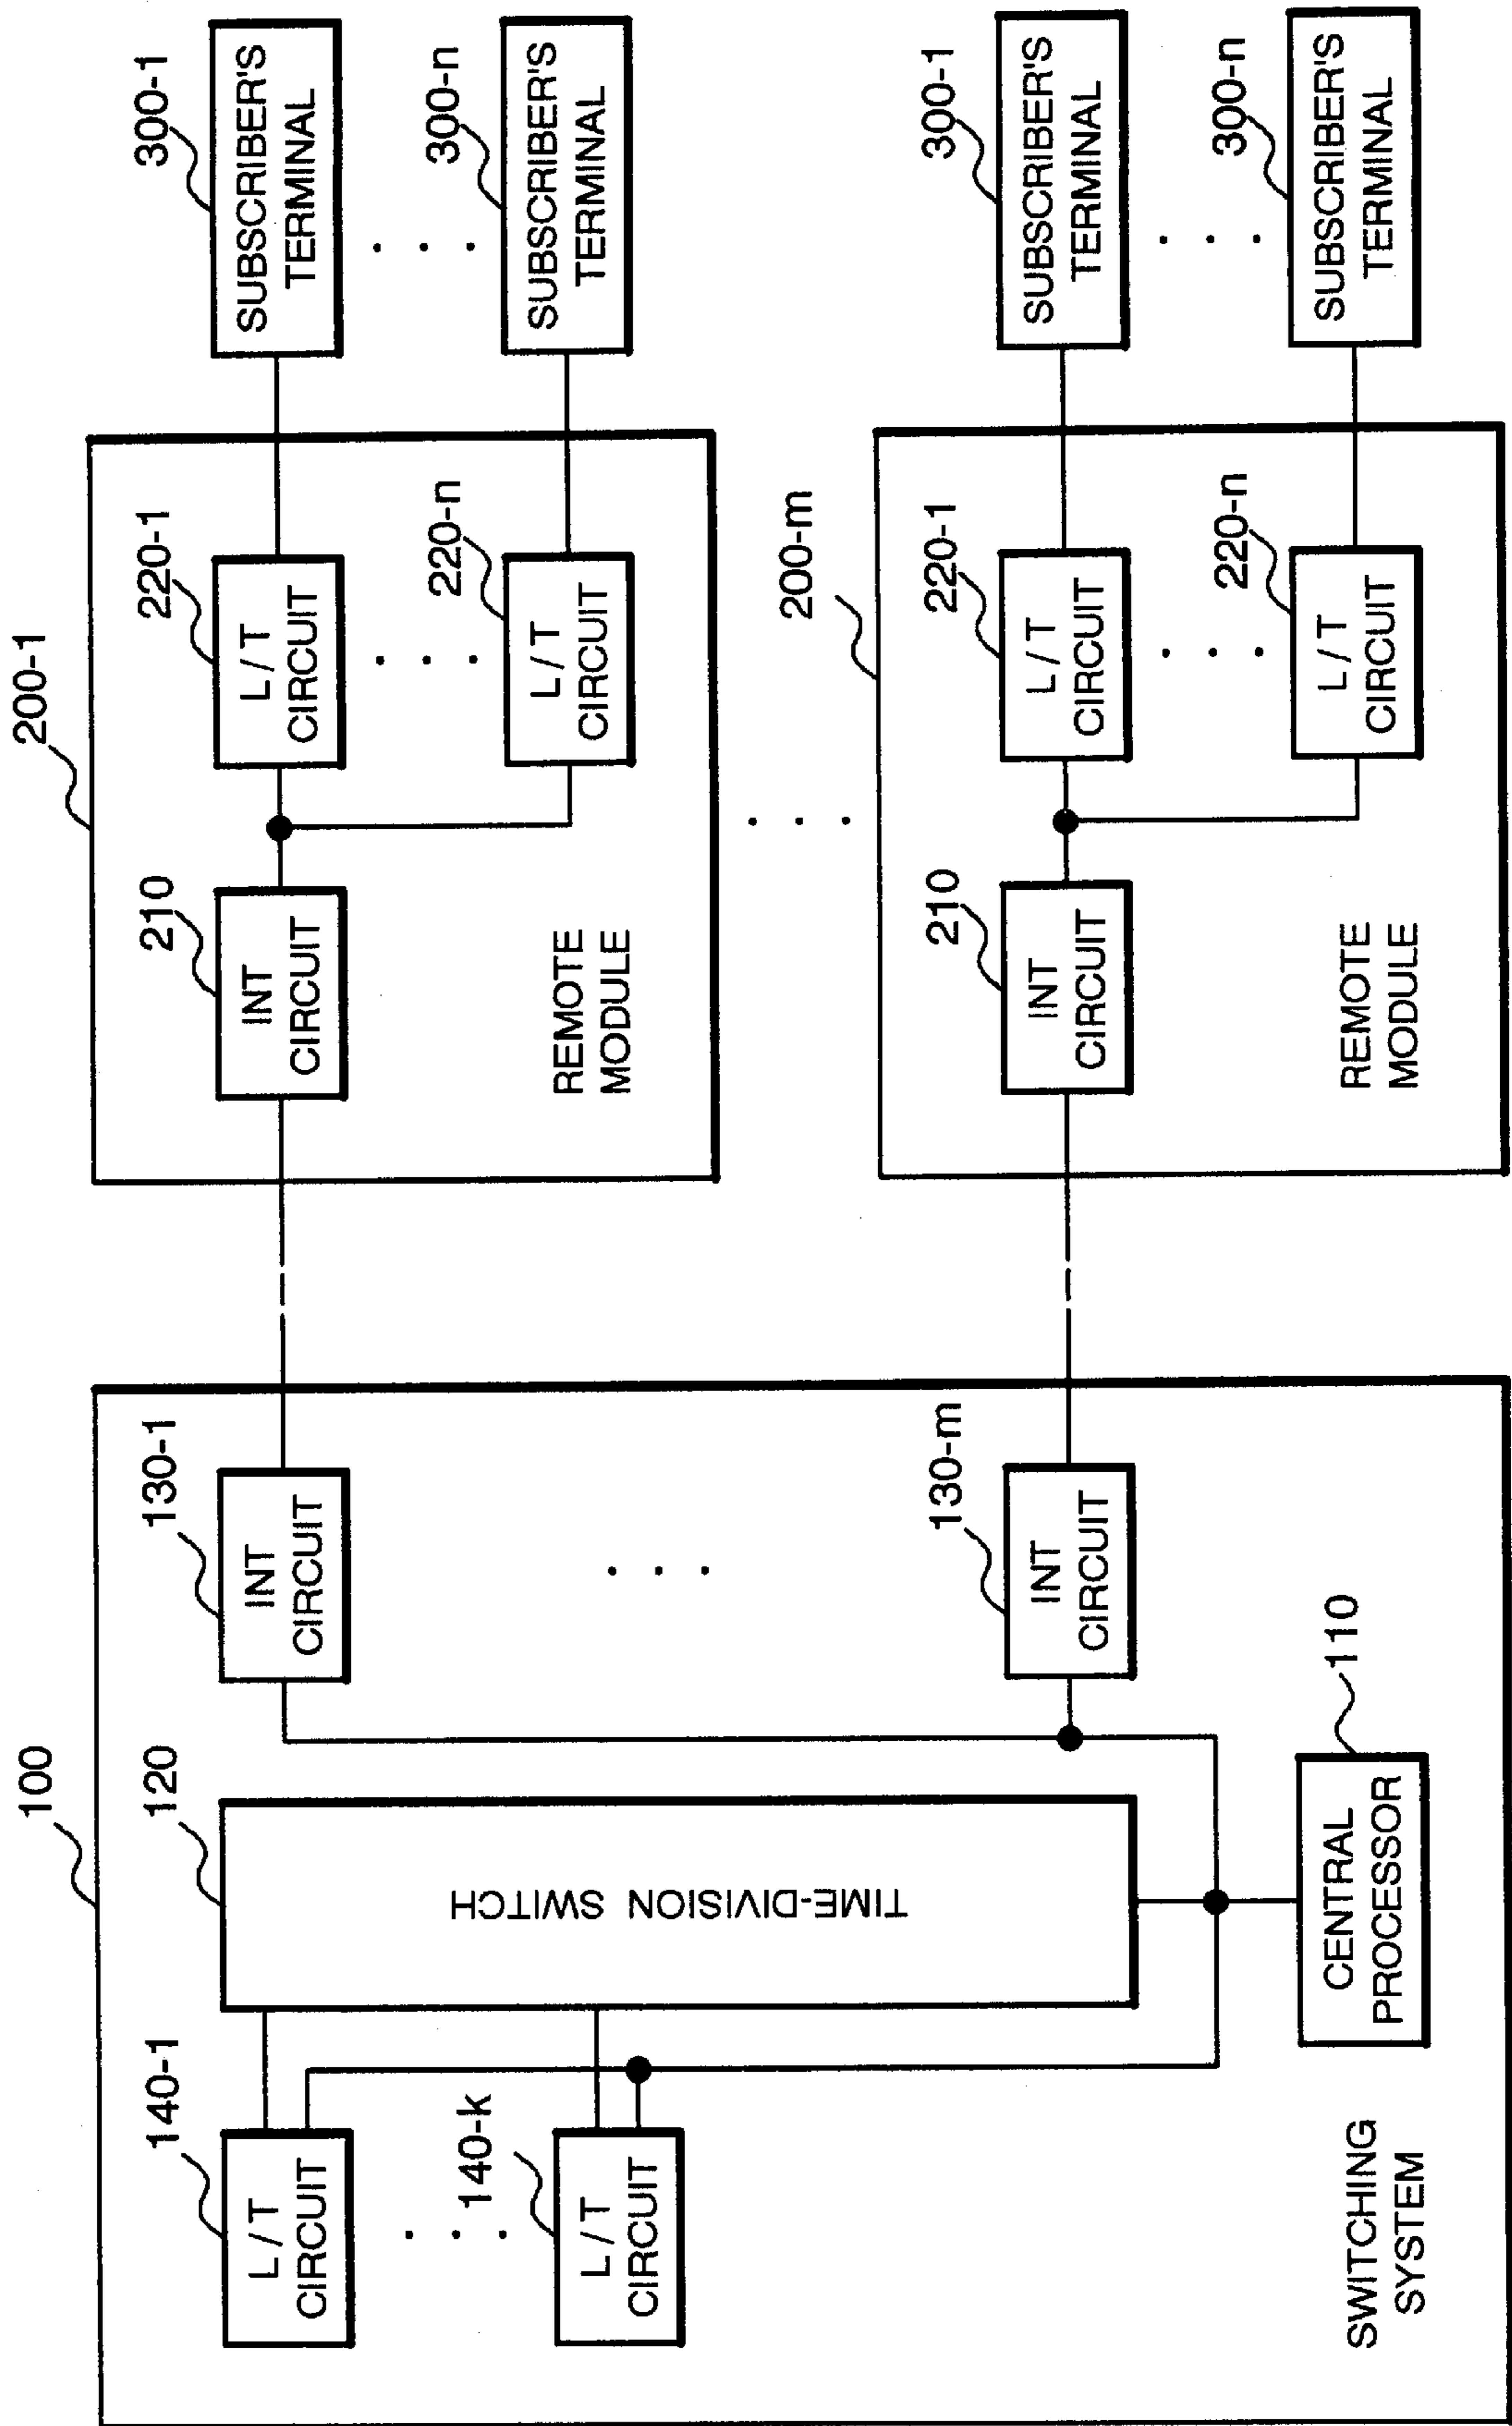 100
200-1
140-1
120
130-1
210
220-1
300-1
L / T
CIRCUIT
INT
CIRCUIT
INT
CIRCUIT
L / T
CIRCUIT
SUBSCRIBER'S
TERMINAL
. . .
. . .
. . .
140-k
220-n
300-n
L / T
CIRCUIT
TIME-DIVISION SWITCH
L / T
CIRCUIT
SUBSCRIBER'S
TERMINAL
REMOTE
MODULE
. . .
. . .
200-m
130-m
210
220-1
300-1
INT
CIRCUIT
INT
CIRCUIT
L / T
CIRCUIT
SUBSCRIBER'S
TERMINAL
. . .
. . .
110
220-n
300-n
CENTRAL
PROCESSOR
L / T
CIRCUIT
SUBSCRIBER'S
TERMINAL
SWITCHING
SYSTEM
REMOTE
MODULE